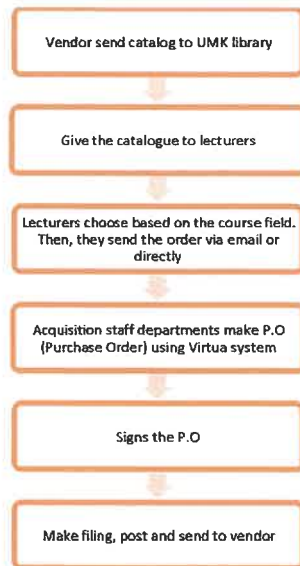 Vendor send catalog to UMK library
Give the catalogue to lecturers
Lecturers choose based on the course field.
Then, they send the order via email or
directly
Acquisition staff departments make P.O
(Purchase Order) using Virtua system
Signs the P.O
Make filing, post and send to vendor